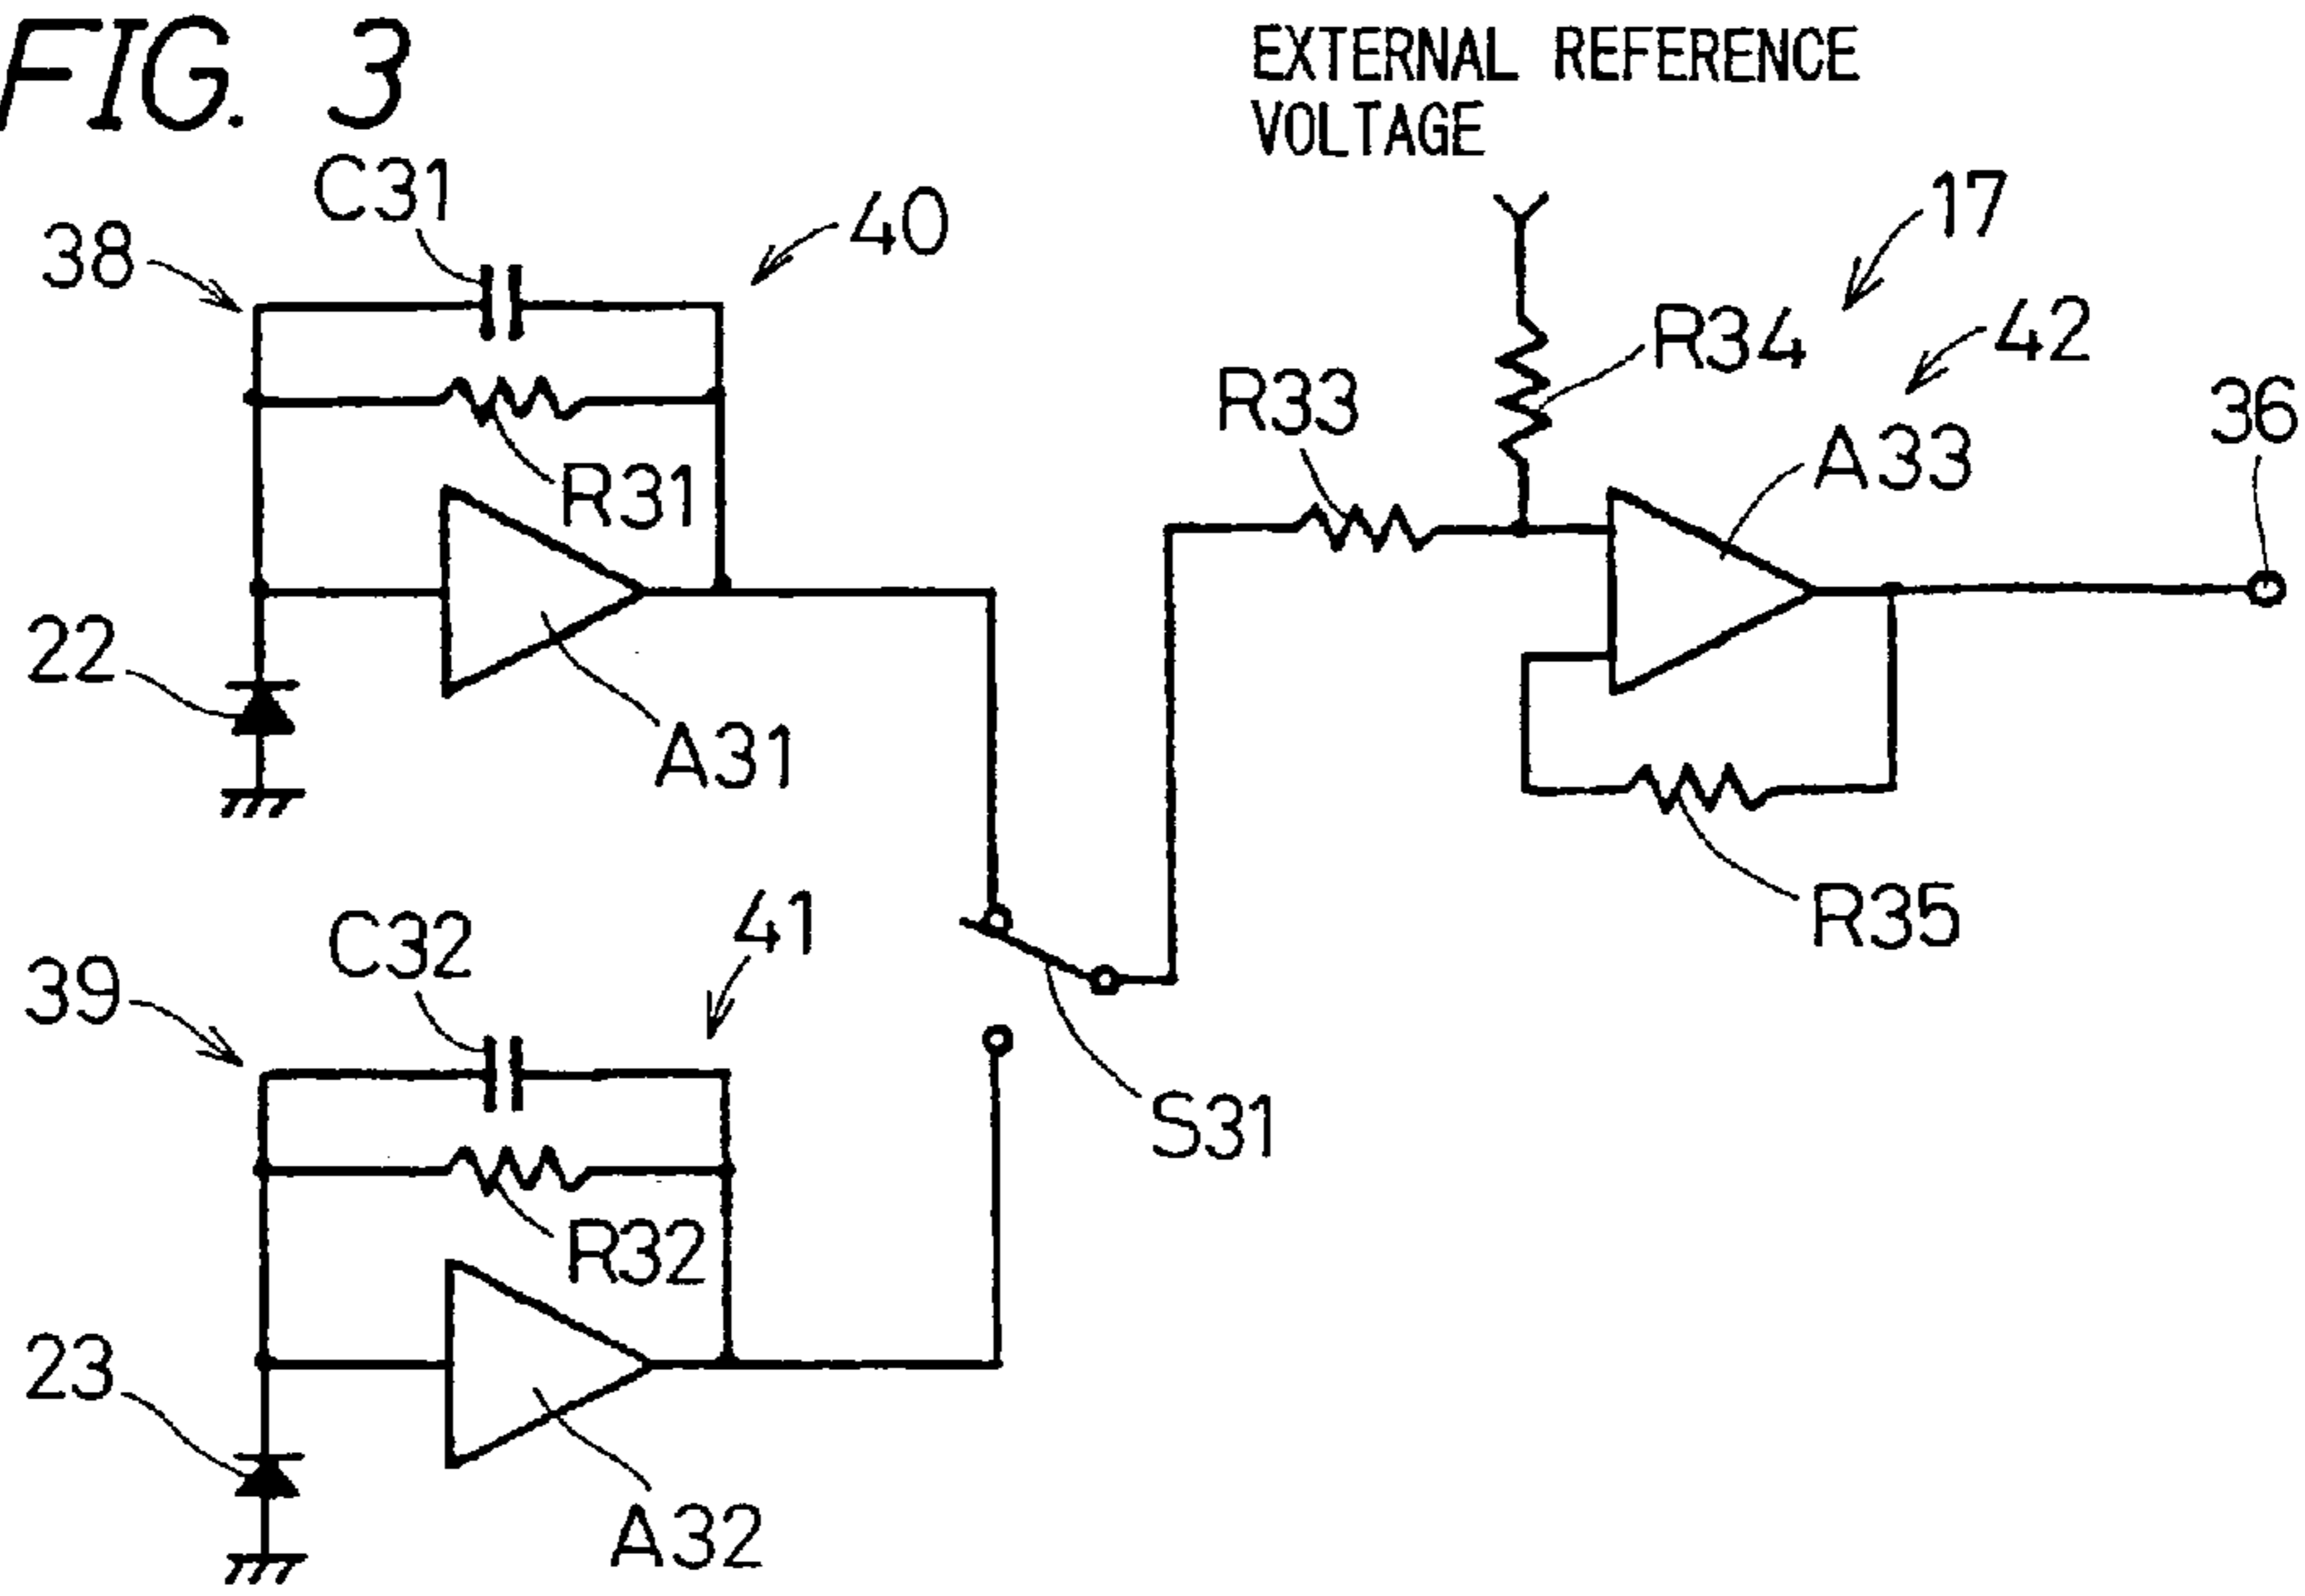 FIG. 3
EXTERNAL REFERENCE
VOLTAGE
C31
40
17
38
R34
42
R33
36
R31
A33
22
A31
R35
C32
41
39
S31
R32
23
A32